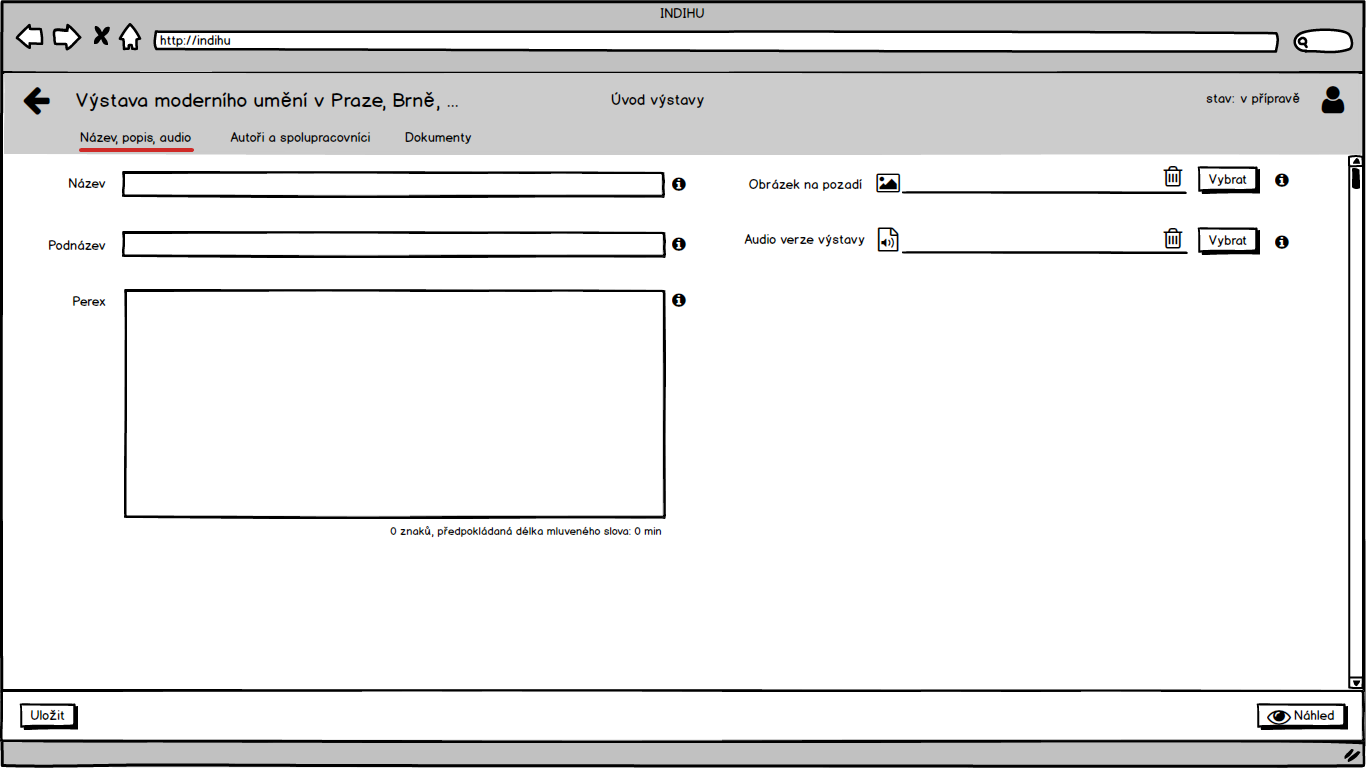 INDIHU
http://indihu
Výstava moderního umění v Praze, Brně, ...
Úvod výstavy
stav: v přípravě
Název, popis, audio
Autoři a spolupracovníci
Dokumenty
Název
Obrázek na pozadí
Vybrat
Podnázev
Audio verze výstavy
Vybrat
Perex
0 znaků, předpokládaná délka mluveného slova: 0 min
Uložit
Náhled